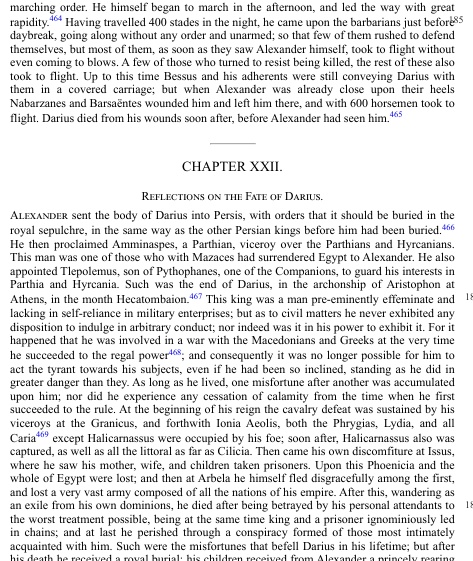 marching order. He himself began to march in the afternoon, and led the way with great
rapidity.464 Having travelled 400 stades in the night, he came upon the barbarians just before
daybreak, going along without any order and unarmed; so that few of them rushed to defend
themselves, but most of them, as soon as they saw Alexander himself, took to flight without
even coming to blows. A few of those who turned to resist being killed, the rest of these also
took to flight. Up to this time Bessus and his adherents were still conveying Darius with
them in a covered carriage; but when Alexander was already close upon their heels
Nabarzanes and Barsaëntes wounded him and left him there, and with 600 horsemen took to
flight. Darius died from his wounds soon after, before Alexander had seen him.465
CHAPTER XXII.
Reflections on the Fate of Darius.
Alexander sent the body of Darius into Persis, with orders that it should be buried in the
royal sepulchre, in the same way as the other Persian kings before him had been buried.466
He then proclaimed Amminaspes, a Parthian, viceroy over the Parthians and Hyrcanians.
This man was one of those who with Mazaces had surrendered Egypt to Alexander. He also
appointed Tlepolemus, son of Pythophanes, one of the Companions, to guard his interests in
Parthia and Hyrcania. Such was the end of Darius, in the archonship of Aristophon at
Athens, in the month Hecatombaion.467 This king was a man pre-eminently effeminate and
lacking in self-reliance in military enterprises; but as to civil matters he never exhibited any
disposition to indulge in arbitrary conduct; nor indeed was it in his power to exhibit it. For it
happened that he was involved in a war with the Macedonians and Greeks at the very time
he succeeded to the regal power468; and consequently it was no longer possible for him to
act the tyrant towards his subjects, even if he had been so inclined, standing as he did in
greater danger than they. As long as he lived, one misfortune after another was accumulated
upon him; nor did he experience any cessation of calamity from the time when he first
succeeded to the rule. At the beginning of his reign the cavalry defeat was sustained by his
viceroys at the Granicus, and forthwith Ionia Aeolis, both the Phrygias, Lydia, and all
Caria469 except Halicarnassus were occupied by his foe; soon after, Halicarnassus also was
captured, as well as all the littoral as far as Cilicia. Then came his own discomfiture at Issus,
where he saw his mother, wife, and children taken prisoners. Upon this Phoenicia and the
whole of Egypt were lost; and then at Arbela he himself fled disgracefully among the first,
and lost a very vast army composed of all the nations of his empire. After this, wandering as
an exile from his own dominions, he died after being betrayed by his personal attendants to
the worst treatment possible, being at the same time king and a prisoner ignominiously led
in chains; and at last he perished through a conspiracy formed of those most intimately
acquainted with him. Such were the misfortunes that befell Darius in his lifetime; but after
his death he received a royal burial; his children received from Alexander a princely rearing